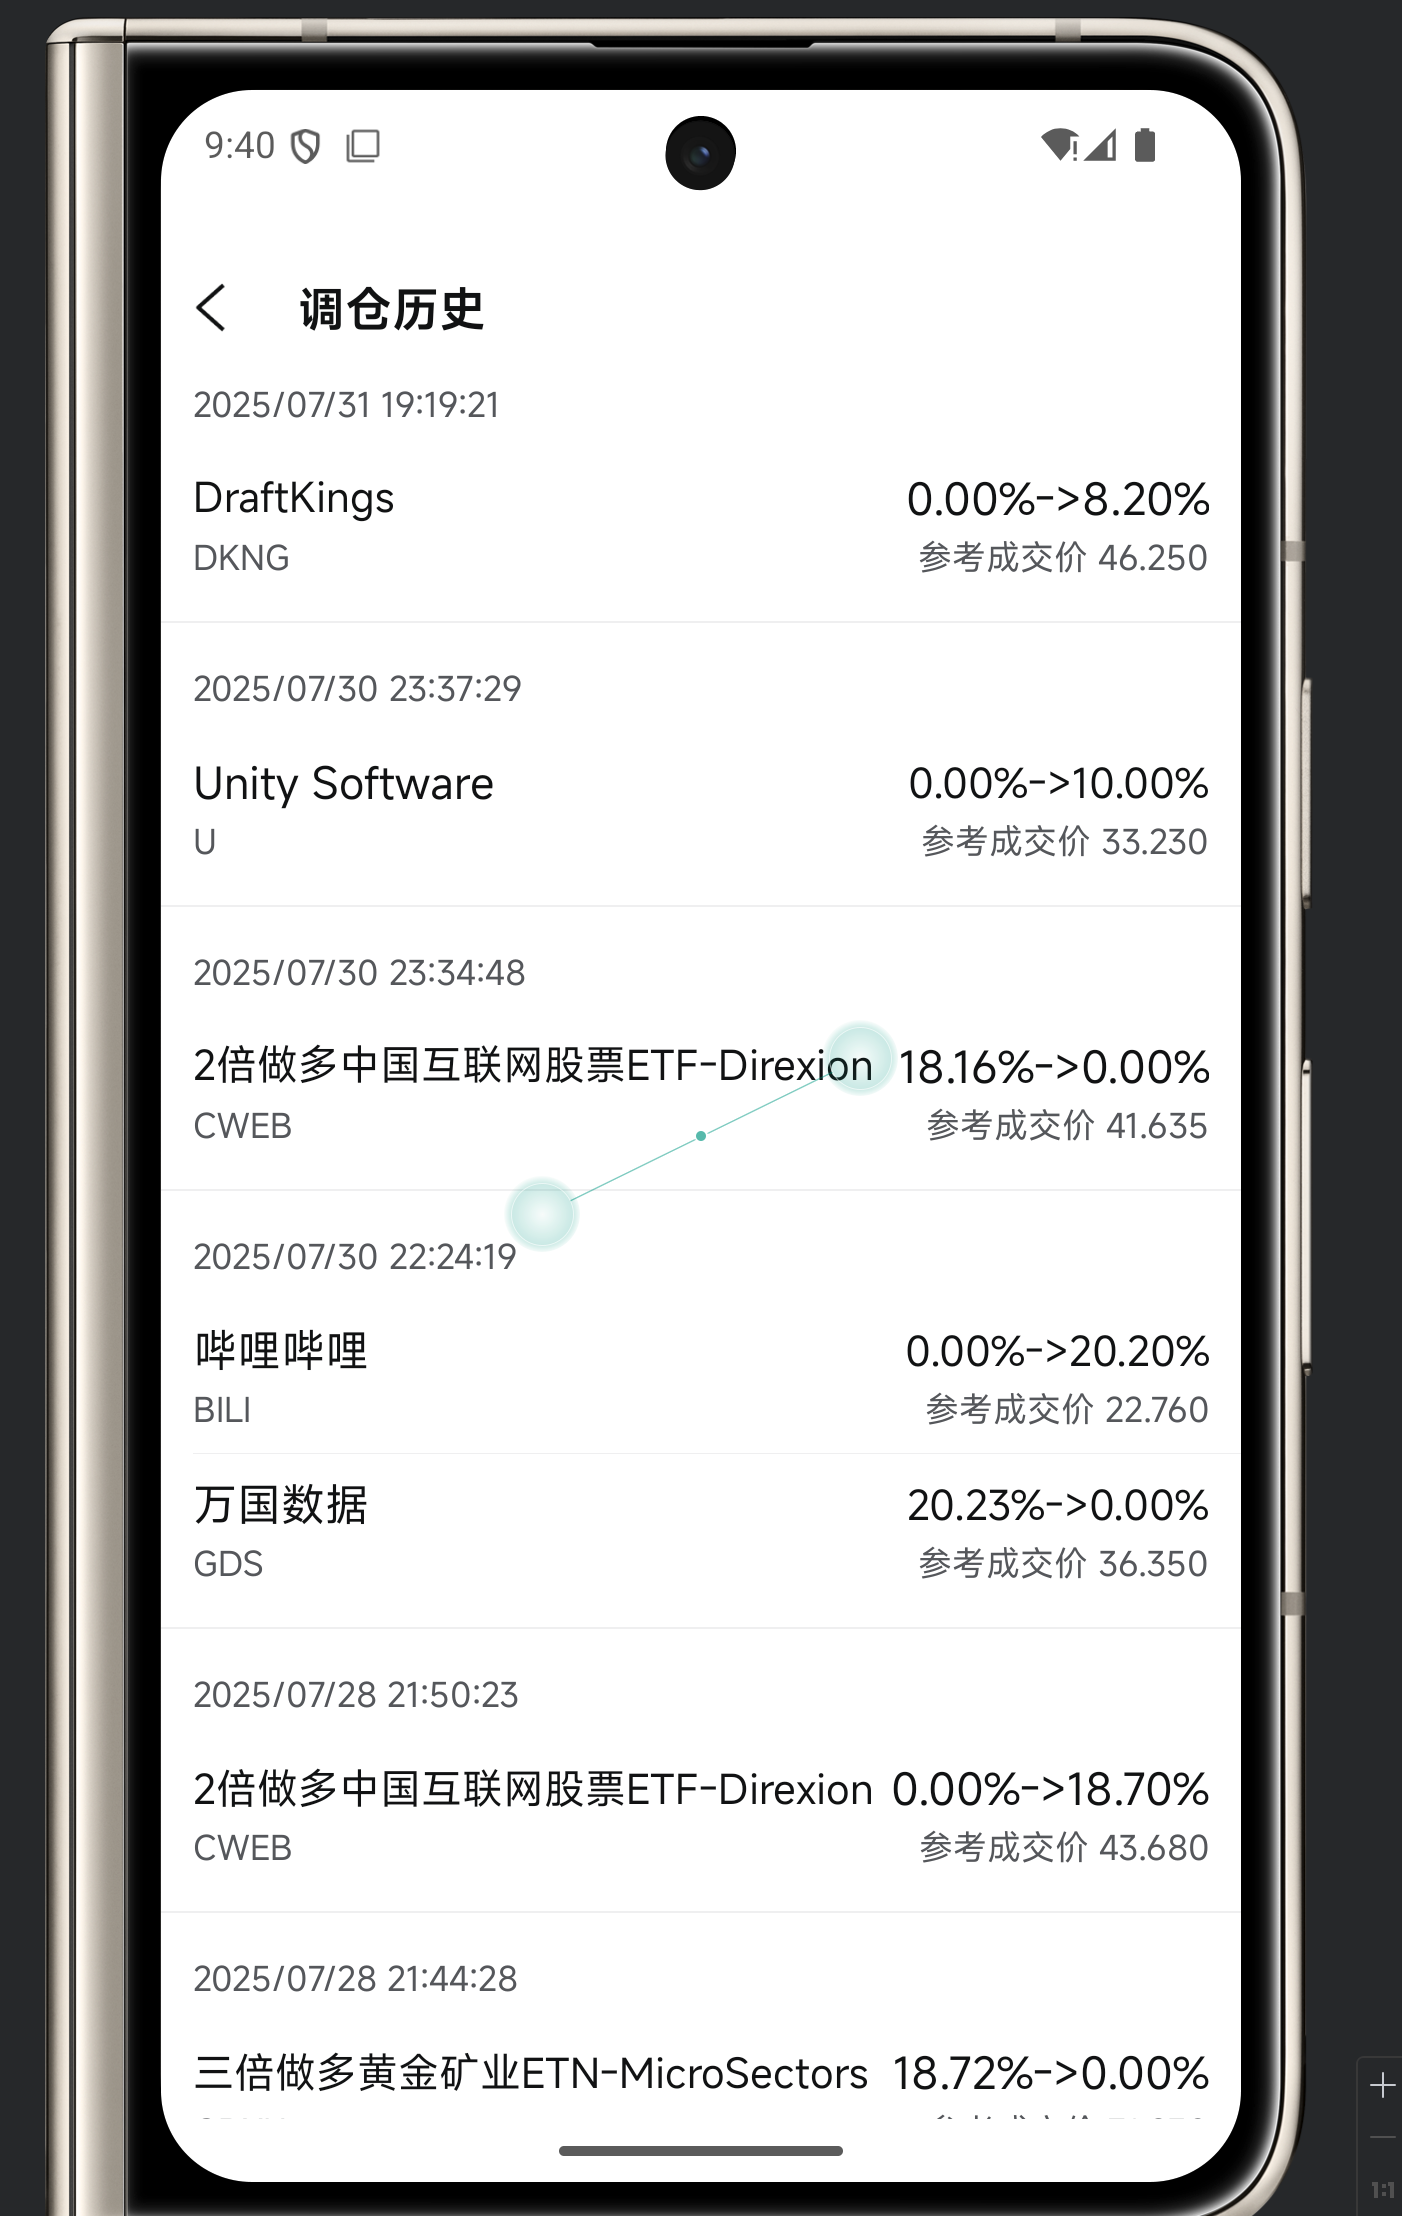 9:40
调仓历史
2025/07/31 19:19:21
DraftKings 0.00%->8.20%
DKNG 参考成交价 46.250
2025/07/30 23:37:29
Unity Software 0.00%->10.00%
U 参考成交价 33.230
2025/07/30 23:34:48
2倍做多中国互联网股票ETF-Direxion 18.16%->0.00%
CWEB 参考成交价 41.635
2025/07/30 22:24:19
哔哩哔哩 0.00%->20.20%
BILI 参考成交价 22.760
万国数据 20.23%->0.00%
GDS 参考成交价 36.350
2025/07/28 21:50:23
2倍做多中国互联网股票ETF-Direxion 0.00%->18.70%
CWEB 参考成交价 43.680
2025/07/28 21:44:28
三倍做多黄金矿业ETN-MicroSectors 18.72%->0.00%
1:1